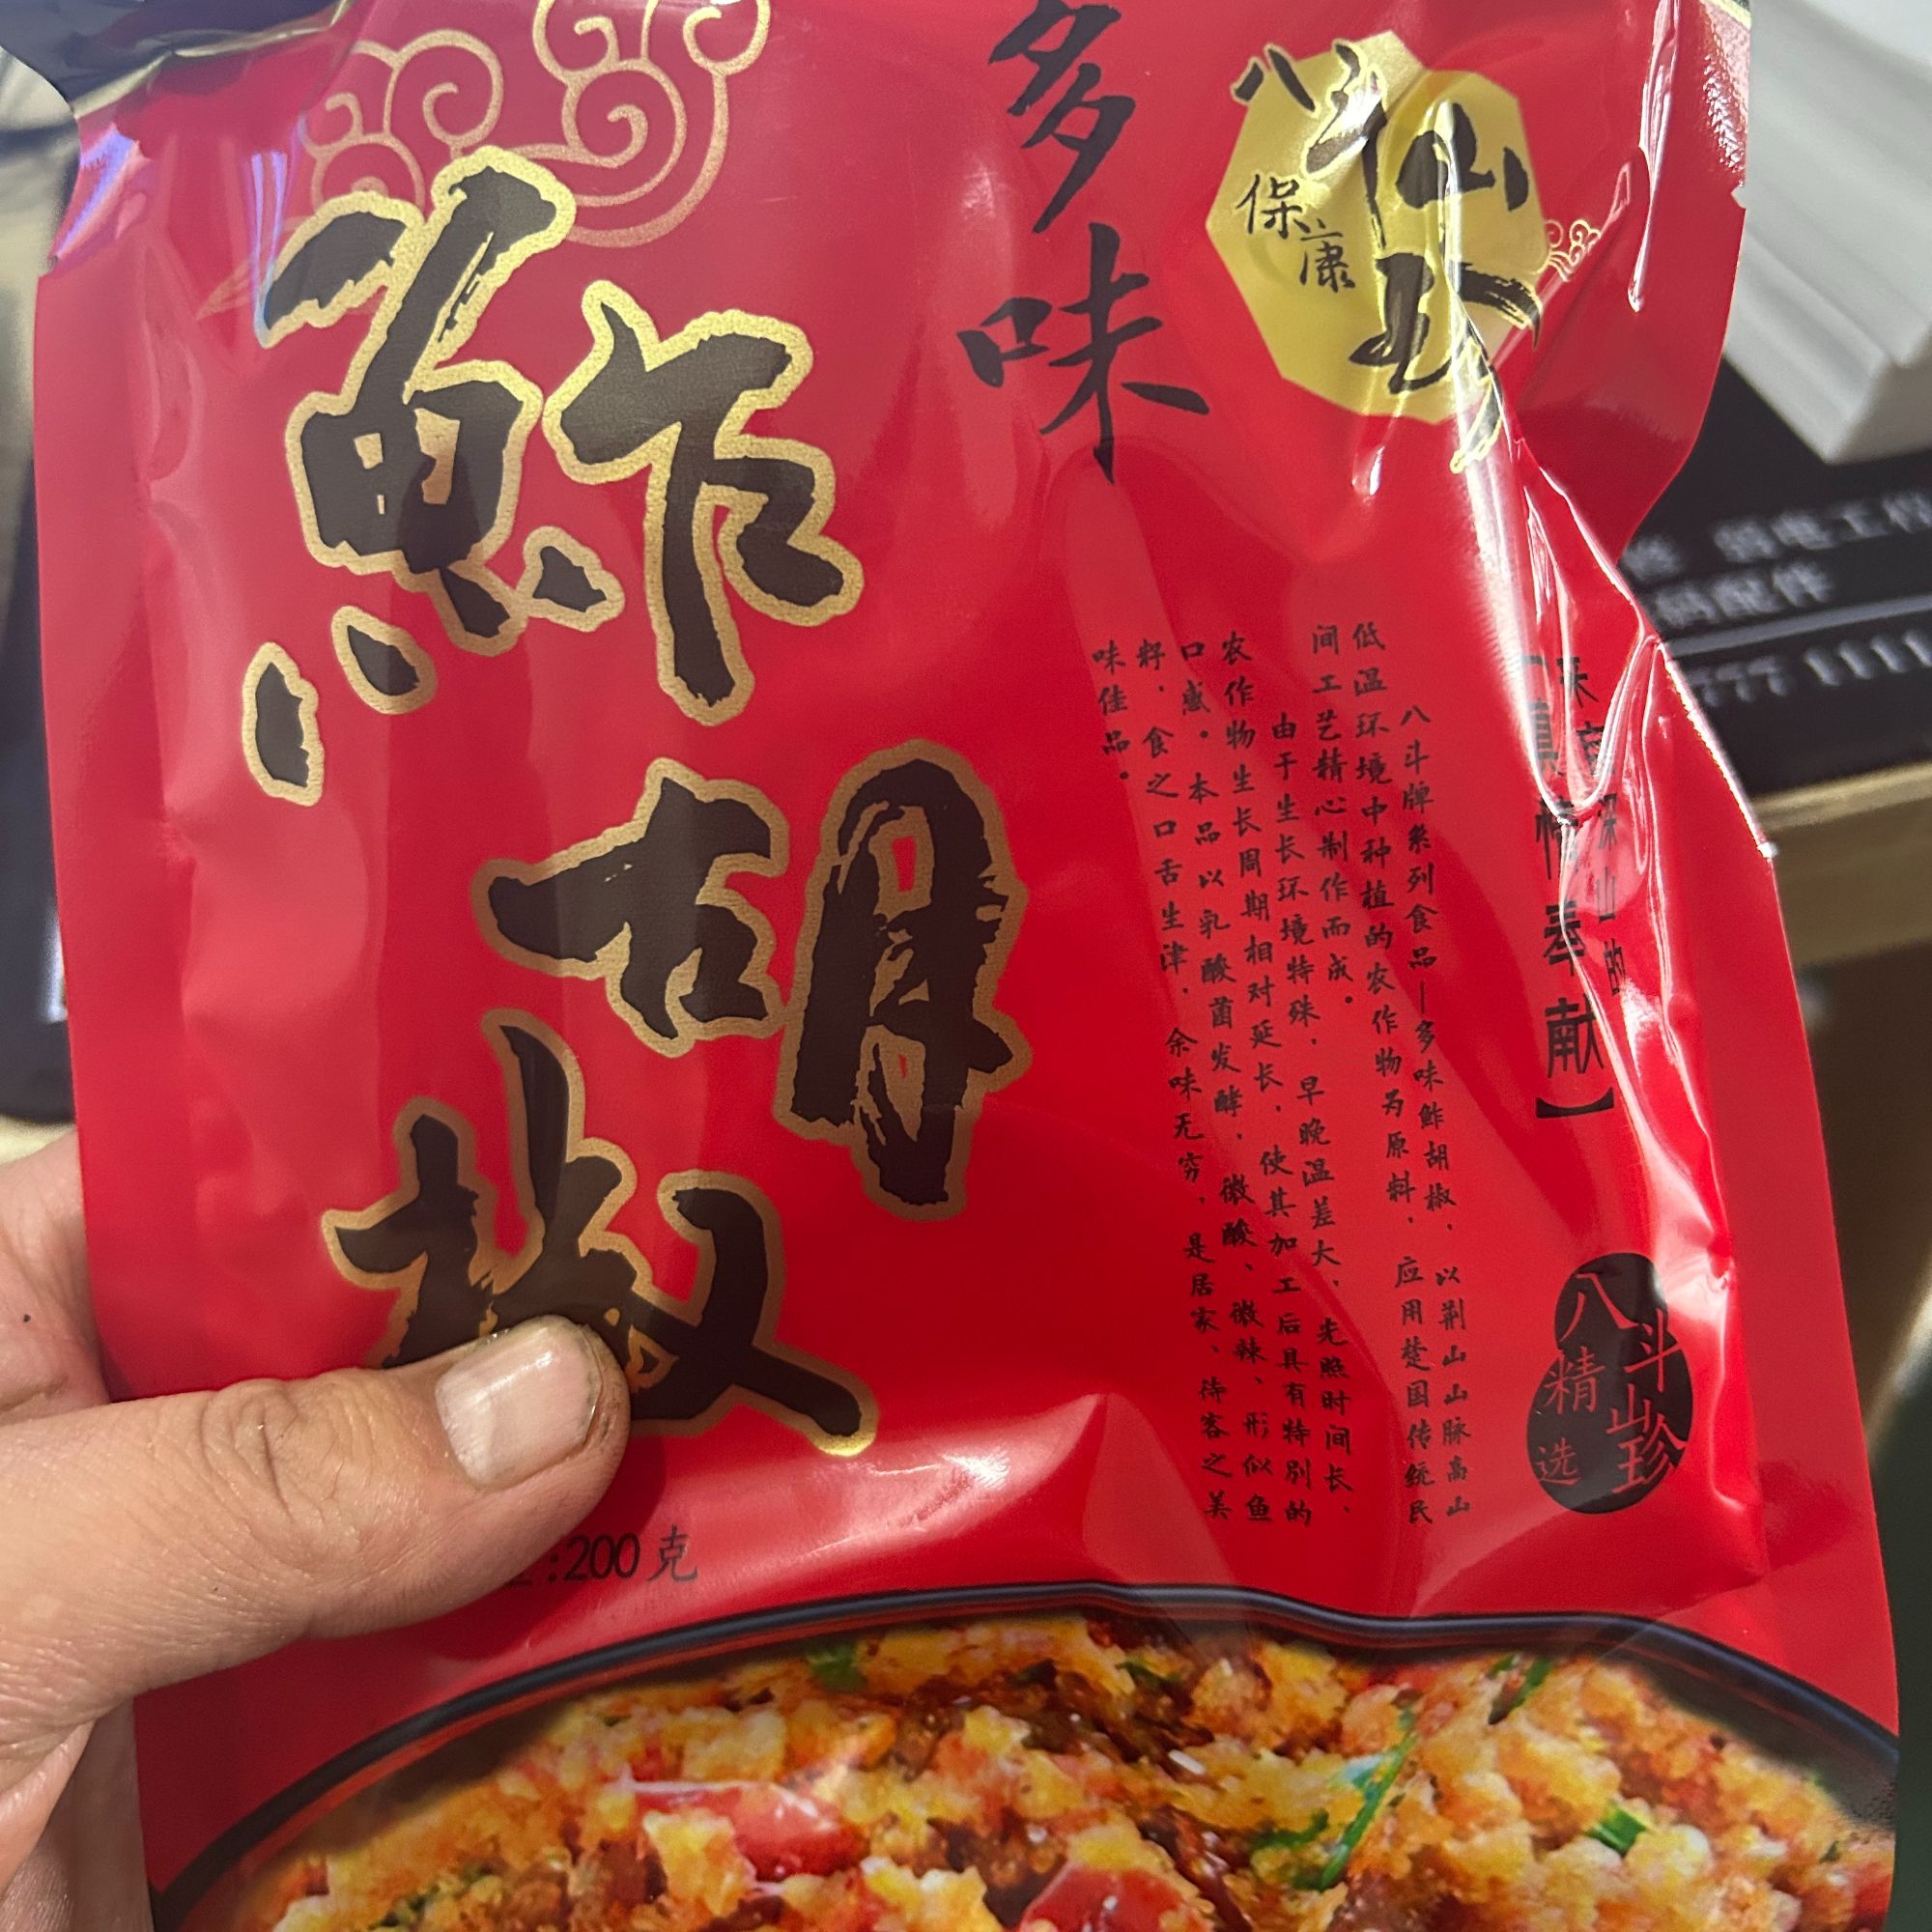 多味
八斗山珍
保康
鮓胡椒
来自深山的
真情奉献】
八斗牌系列食品—多味鲊胡椒,以荆山山脉高山
低温环境中种植的农作物为原料,应用楚国传统民
间工艺精心制作而成。
由于生长环境特殊,早晚温差大,光照时间长,
农作物生长周期相对延长,使其加工后具有特别的
口感。本品以乳酸菌发酵,微酸、微辣、形似鱼
籽,食之口舌生津,余味无穷,是居家、待客之美
味佳品。
八斗山珍
精选
:200克
弱电工
配件